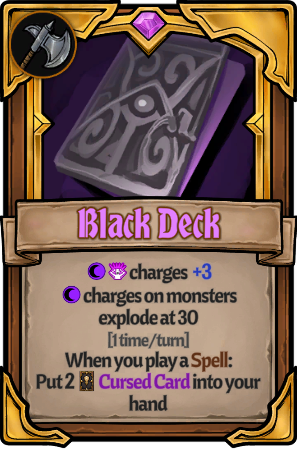 Black Deck
charges +3
charges on monsters
explode at 30
[1 time/turn]
When you play a Spell:
Put 2 Cursed Card into your
hand